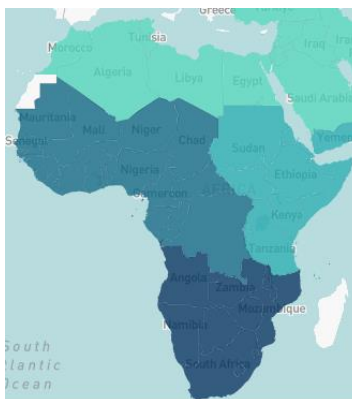 Greece
Tunisia
Morocco
Iraq
Algeria
Libya
Egypt
Saudi Arabia
Mauritania
Mali
Niger
Senegal
Chad
Sudan
Yemen
Nigeria
Ethiopia
Cameroon
AFRICA
Kenya
Tanzania
Angola
Zambia
Mozambique
Namibia
South Africa
South
Atlantic
Ocean